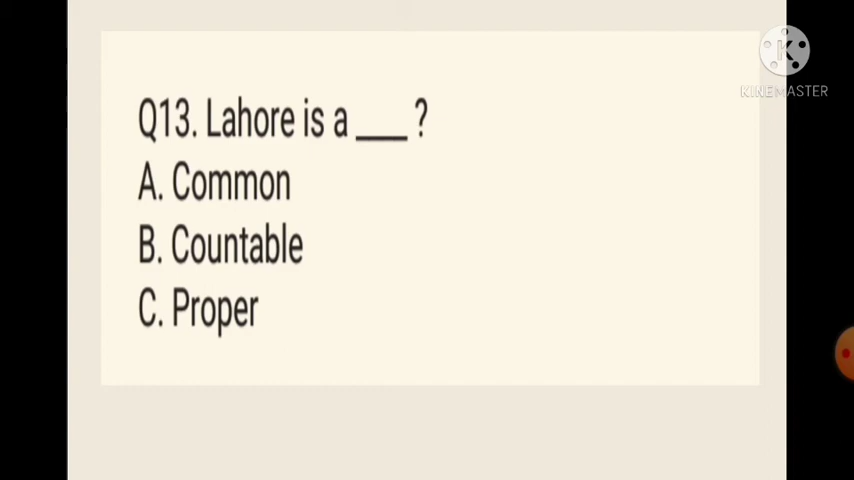 KINEMASTER
Q13. Lahore is a ___ ?
A. Common
B. Countable
C. Proper